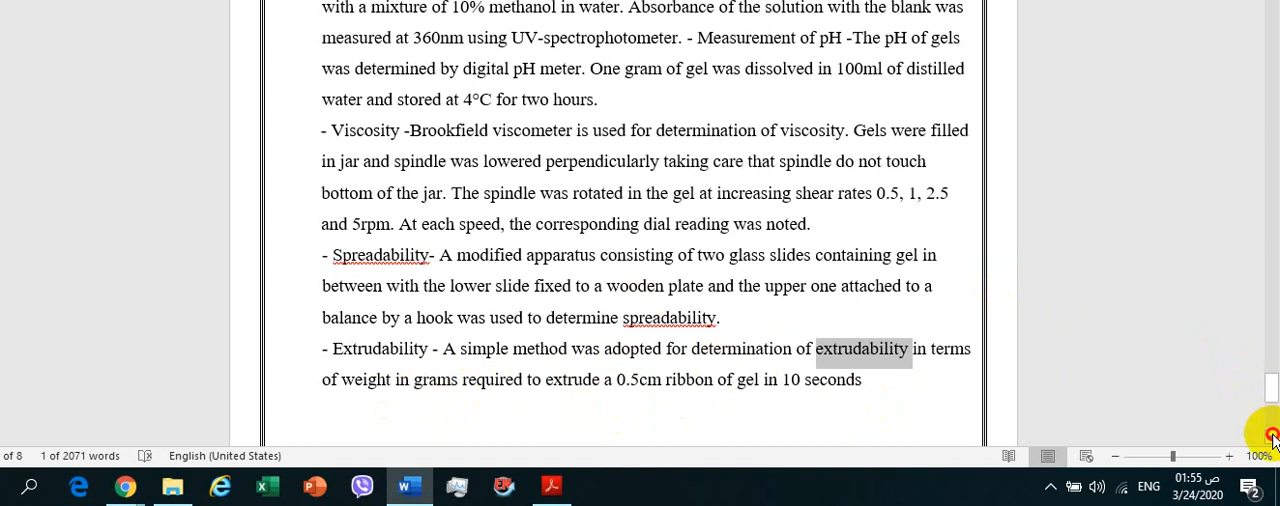 with a mixture of 10% methanol in water. Absorbance of the solution with the blank was
measured at 360nm using UV-spectrophotometer. - Measurement of pH -The pH of gels
was determined by digital pH meter. One gram of gel was dissolved in 100ml of distilled
water and stored at 4°C for two hours.
- Viscosity -Brookfield viscometer is used for determination of viscosity. Gels were filled
in jar and spindle was lowered perpendicularly taking care that spindle do not touch
bottom of the jar. The spindle was rotated in the gel at increasing shear rates 0.5, 1, 2.5
and 5rpm. At each speed, the corresponding dial reading was noted.
- Spreadability- A modified apparatus consisting of two glass slides containing gel in
between with the lower slide fixed to a wooden plate and the upper one attached to a
balance by a hook was used to determine spreadability.
- Extrudability - A simple method was adopted for determination of extrudability in terms
of weight in grams required to extrude a 0.5cm ribbon of gel in 10 seconds
of 8 1 of 2071 words English (United States) 100%
ENG 01:55 ص
3/24/2020 2